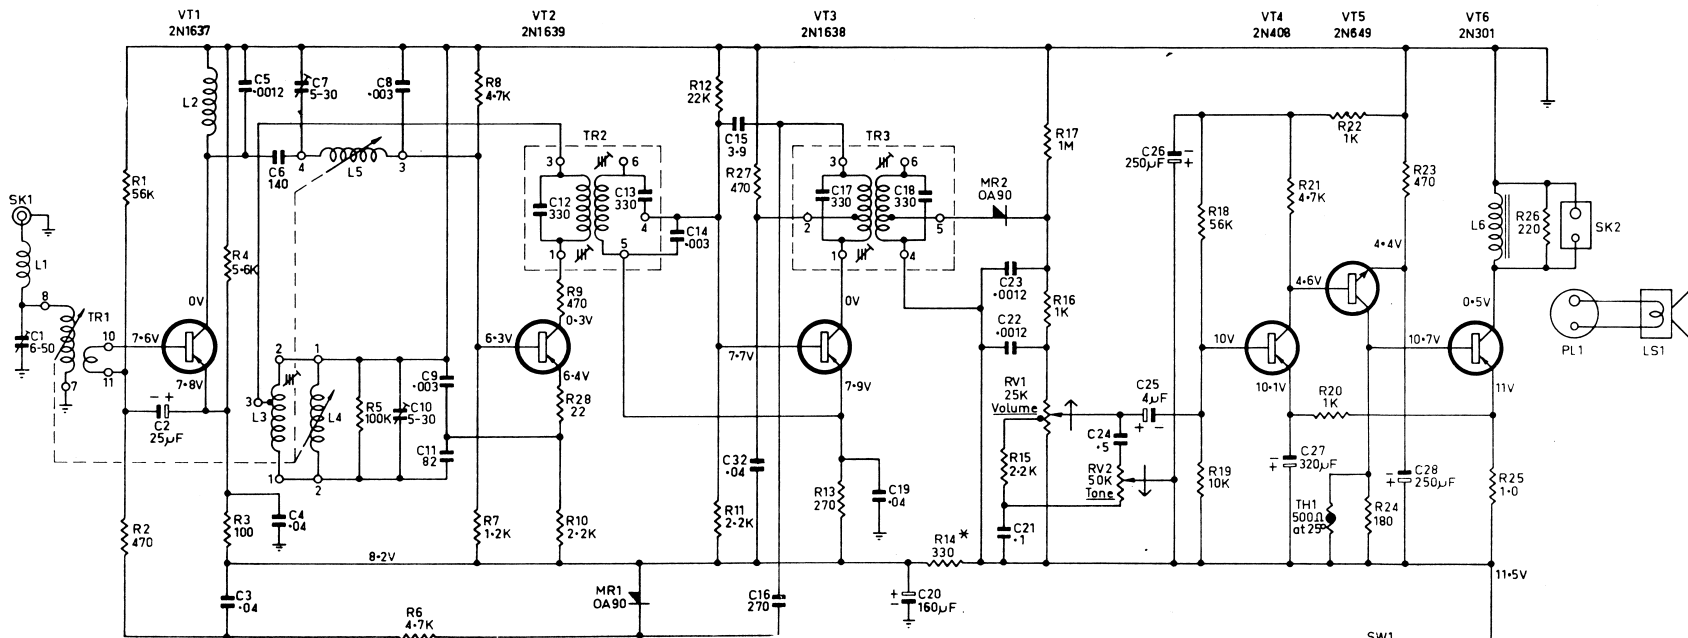 VT1
2N1637
VT2
2N1639
VT3
2N1638
VT4
2N408
VT5
2N649
VT6
2N301
SK1
L1
8
C1
6-50
TR1
7
10
11
R1
56K
7·6V
0V
7·8V
L2
C5
·0012
C7
5-30
C8
·003
C6
140
4
L5
3
R8
4·7K
R4
5·6K
C2
25µF
R2
470
R3
100
C4
·04
C3
·04
2
1
3
L3
L4
1
2
R5
100K
C10
5-30
C9
·003
C11
82
R7
1·2K
8·2V
R6
4·7K
TR2
3
6
C12
330
C13
330
4
1
5
R9
470
0·3V
6·3V
6·4V
R28
22
R10
2·2K
C14
·003
R12
22K
C15
3·9
R27
470
7·7V
R11
2·2K
C32
·04
C16
270
MR1
OA90
TR3
3
6
C17
330
C18
330
2
5
1
4
0V
7·9V
R13
270
C19
·04
C20
160µF
R14*
330
MR2
OA90
R17
1M
C23
·0012
R16
1K
C22
·0012
RV1
25K
Volume
R15
2·2K
C21
·1
C24
·5
RV2
50K
Tone
C25
4µF
C26
250µF
R18
56K
R19
10K
10V
R21
4·7K
R22
1K
R23
470
4·6V
4·4V
10·1V
R20
1K
C27
320µF
TH1
500Ω
at 25°
R24
180
C28
250µF
10·7V
0·5V
11V
R25
1·0
11·5V
L6
R26
220
SK2
PL1
LS1
SW1